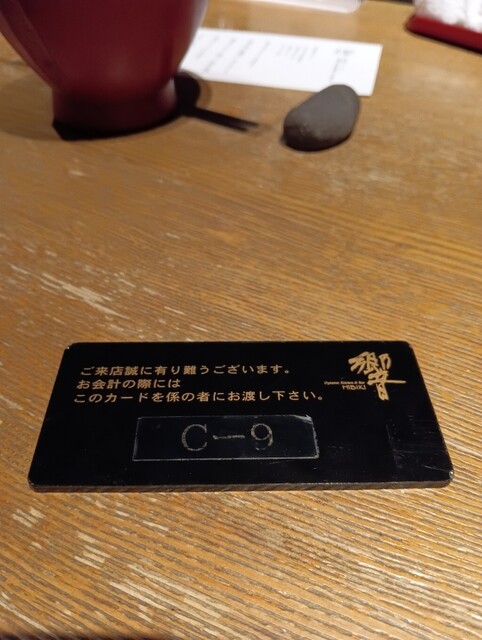 ご来店誠に有り難うございます。
お会計の際には
このカードを係の者にお渡し下さい。
響
HIBIKI
C－9